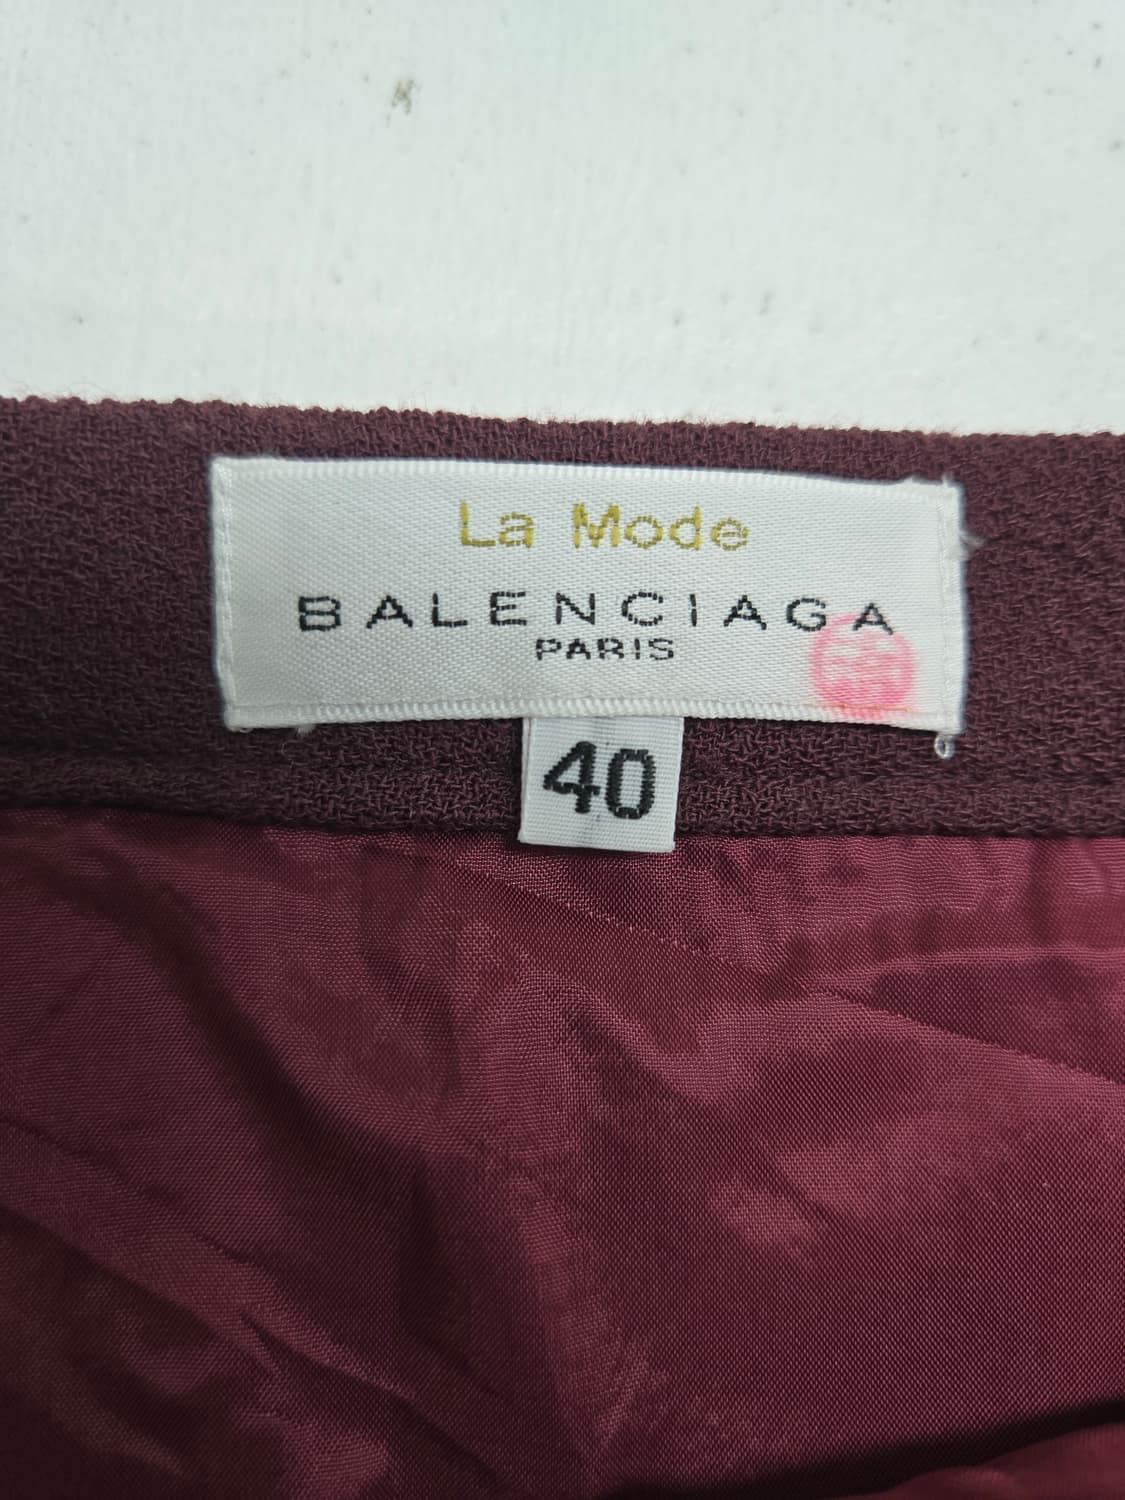 La Mode
BALENCIAGA
PARIS
40